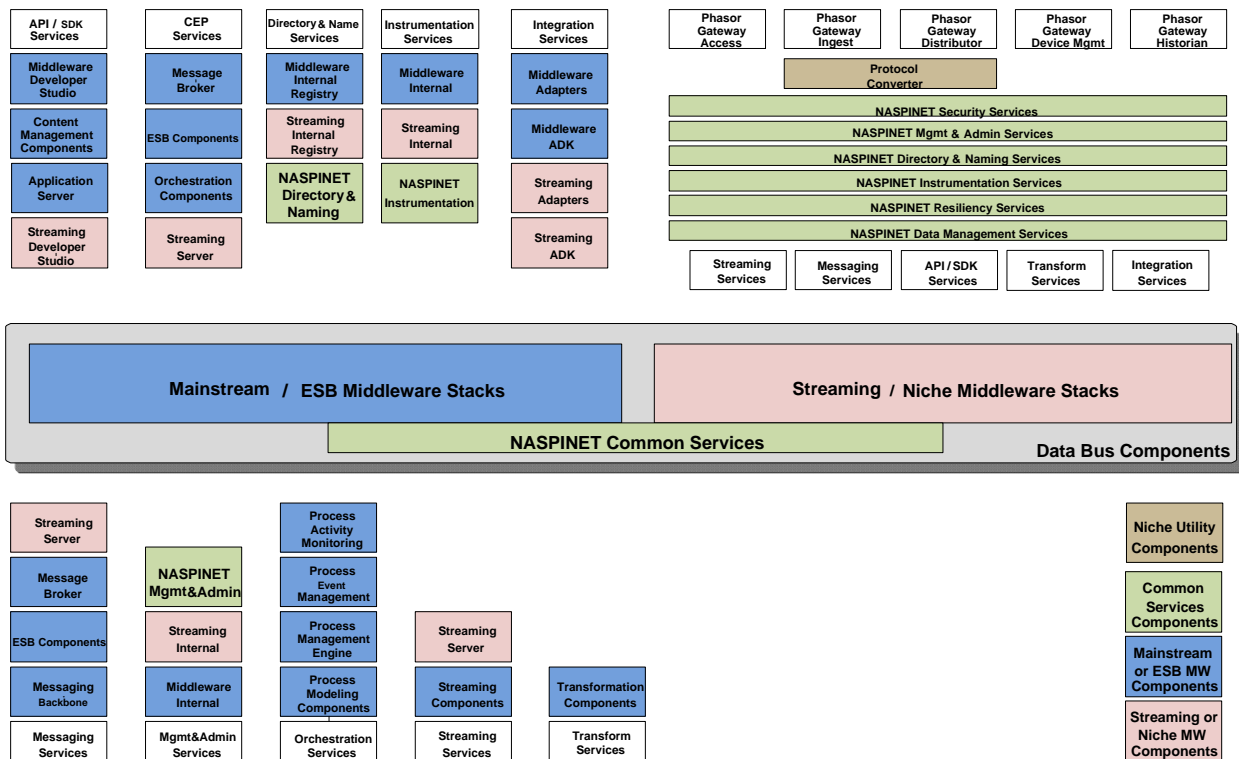 API / SDK
Services
CEP
Services
Directory & Name
Services
Instrumentation
Services
Integration
Services
Middleware
Developer
Studio
Message
Broker
Middleware
Internal
Registry
Middleware
Internal
Middleware
Adapters
Content
Management
Components
ESB Components
Streaming
Internal
Registry
Streaming
Internal
Middleware
ADK
Application
Server
Orchestration
Components
NASPINET
Directory &
Naming
NASPINET
Instrumentation
Streaming
Adapters
Streaming
Developer
Studio
Streaming
Server
Streaming
ADK
Phasor
Gateway
Access
Phasor
Gateway
Ingest
Phasor
Gateway
Distributor
Phasor
Gateway
Device Mgmt
Phasor
Gateway
Historian
Protocol
Converter
NASPINET Security Services
NASPINET Mgmt & Admin Services
NASPINET Directory & Naming Services
NASPINET Instrumentation Services
NASPINET Resiliency Services
NASPINET Data Management Services
Streaming
Services
Messaging
Services
API / SDK
Services
Transform
Services
Integration
Services
Mainstream / ESB Middleware Stacks
Streaming / Niche Middleware Stacks
NASPINET Common Services
Data Bus Components
Streaming
Server
Message
Broker
ESB Components
Messaging
Backbone
Messaging
Services
NASPINET
Mgmt&Admin
Streaming
Internal
Middleware
Internal
Mgmt&Admin
Services
Process
Activity
Monitoring
Process
Event
Management
Process
Management
Engine
Process
Modeling
Components
Orchestration
Services
Streaming
Server
Streaming
Components
Streaming
Services
Transformation
Components
Transform
Services
Niche Utility
Components
Common
Services
Components
Mainstream
or ESB MW
Components
Streaming or
Niche MW
Components